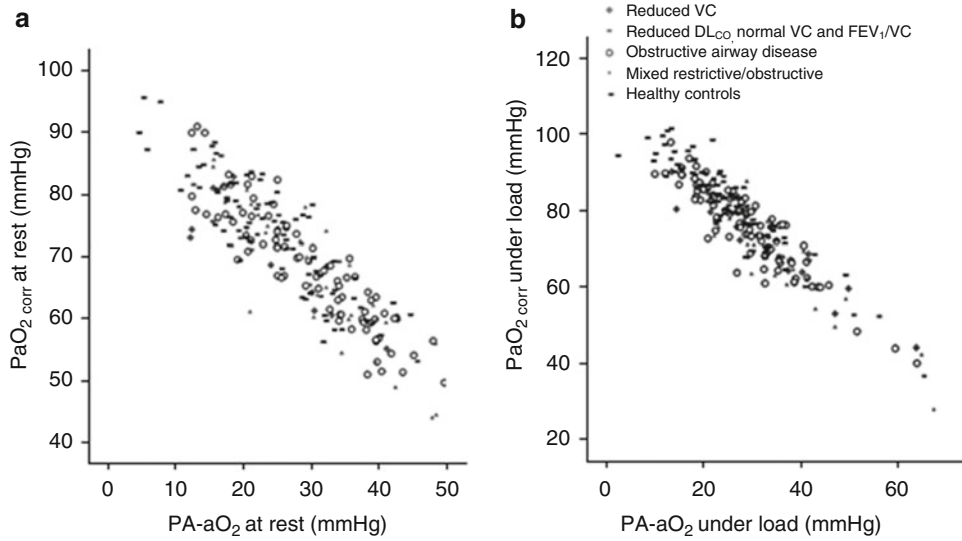 a
100
90
80
70
60
50
40
PaO2 corr at rest (mmHg)
0
10
20
30
40
50
PA-aO2 at rest (mmHg)
b
Reduced VC
Reduced DLCO, normal VC and FEV1/VC
Obstructive airway disease
Mixed restrictive/obstructive
Healthy controls
120
100
80
60
40
20
PaO2 corr under load (mmHg)
0
20
40
60
PA-aO2 under load (mmHg)